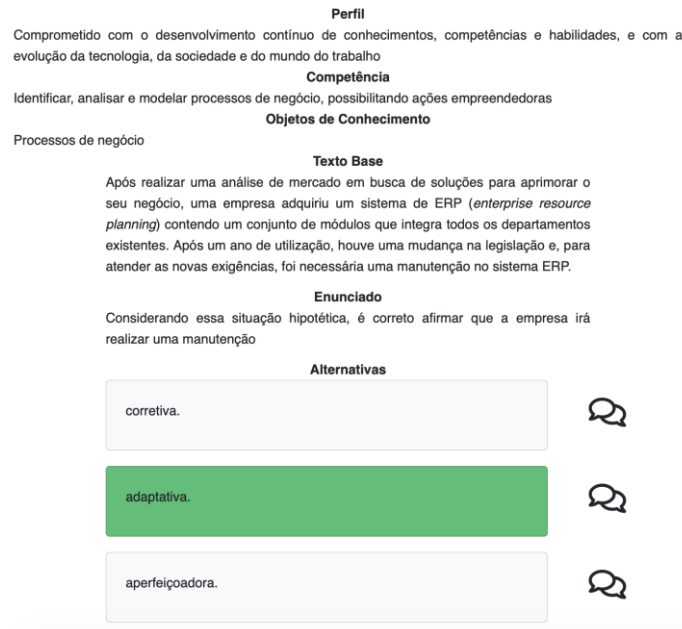 Perfil
Comprometido com o desenvolvimento contínuo de conhecimentos, competências e habilidades, e com a
evolução da tecnologia, da sociedade e do mundo do trabalho
Competência
Identificar, analisar e modelar processos de negócio, possibilitando ações empreendedoras
Objetos de Conhecimento
Processos de negócio
Texto Base
Após realizar uma análise de mercado em busca de soluções para aprimorar o
seu negócio, uma empresa adquiriu um sistema de ERP (enterprise resource
planning) contendo um conjunto de módulos que integra todos os departamentos
existentes. Após um ano de utilização, houve uma mudança na legislação e, para
atender as novas exigências, foi necessária uma manutenção no sistema ERP.
Enunciado
Considerando essa situação hipotética, é correto afirmar que a empresa irá
realizar uma manutenção
Alternativas
corretiva.
adaptativa.
aperfeiçoadora.